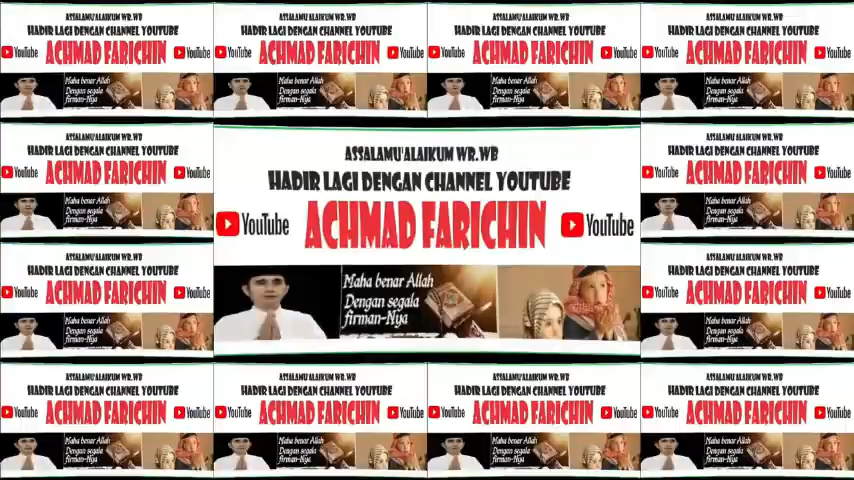 ASSALAMU'ALAIKUM WR.WB
HADIR LAGI DENGAN CHANNEL YOUTUBE
YouTube ACHMAD FARICHIN YouTube
Maha benar Allah
Dengan segala
firman-Nya